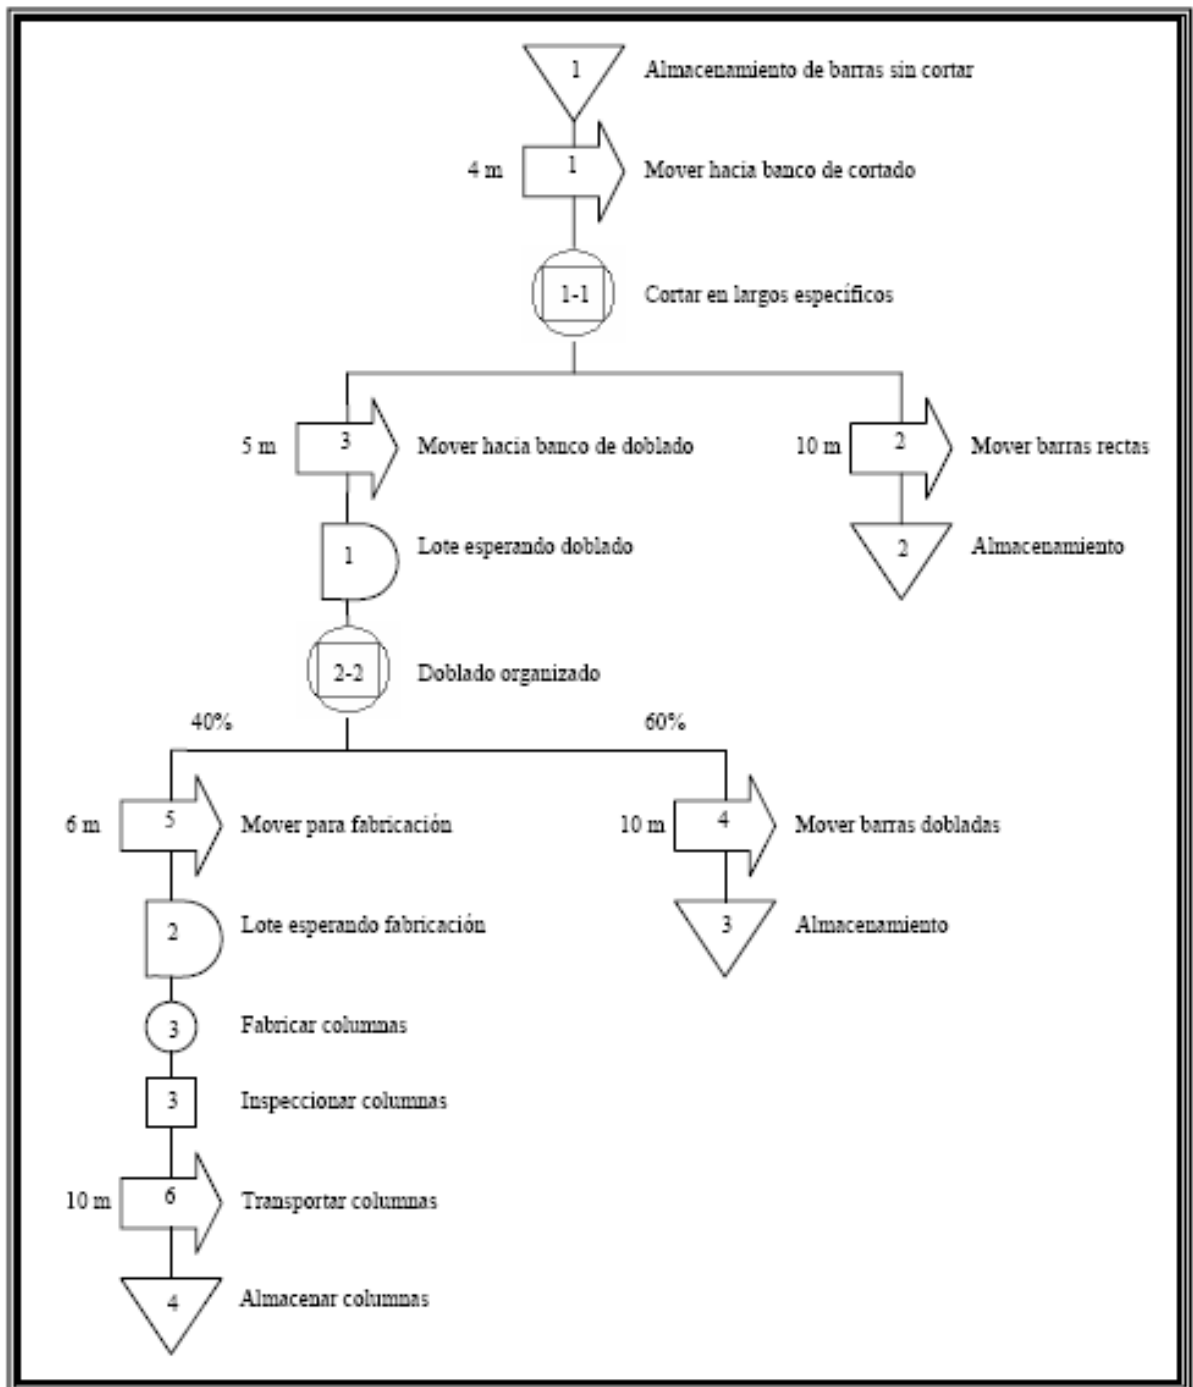 1 Almacenamiento de barras sin cortar
4 m 1 Mover hacia banco de cortado
1-1 Cortar en largos específicos
5 m 3 Mover hacia banco de doblado 10 m 2 Mover barras rectas
1 Lote esperando doblado 2 Almacenamiento
2-2 Doblado organizado
40% 60%
6 m 5 Mover para fabricación 10 m 4 Mover barras dobladas
2 Lote esperando fabricación 3 Almacenamiento
3 Fabricar columnas
3 Inspeccionar columnas
10 m 6 Transportar columnas
4 Almacenar columnas